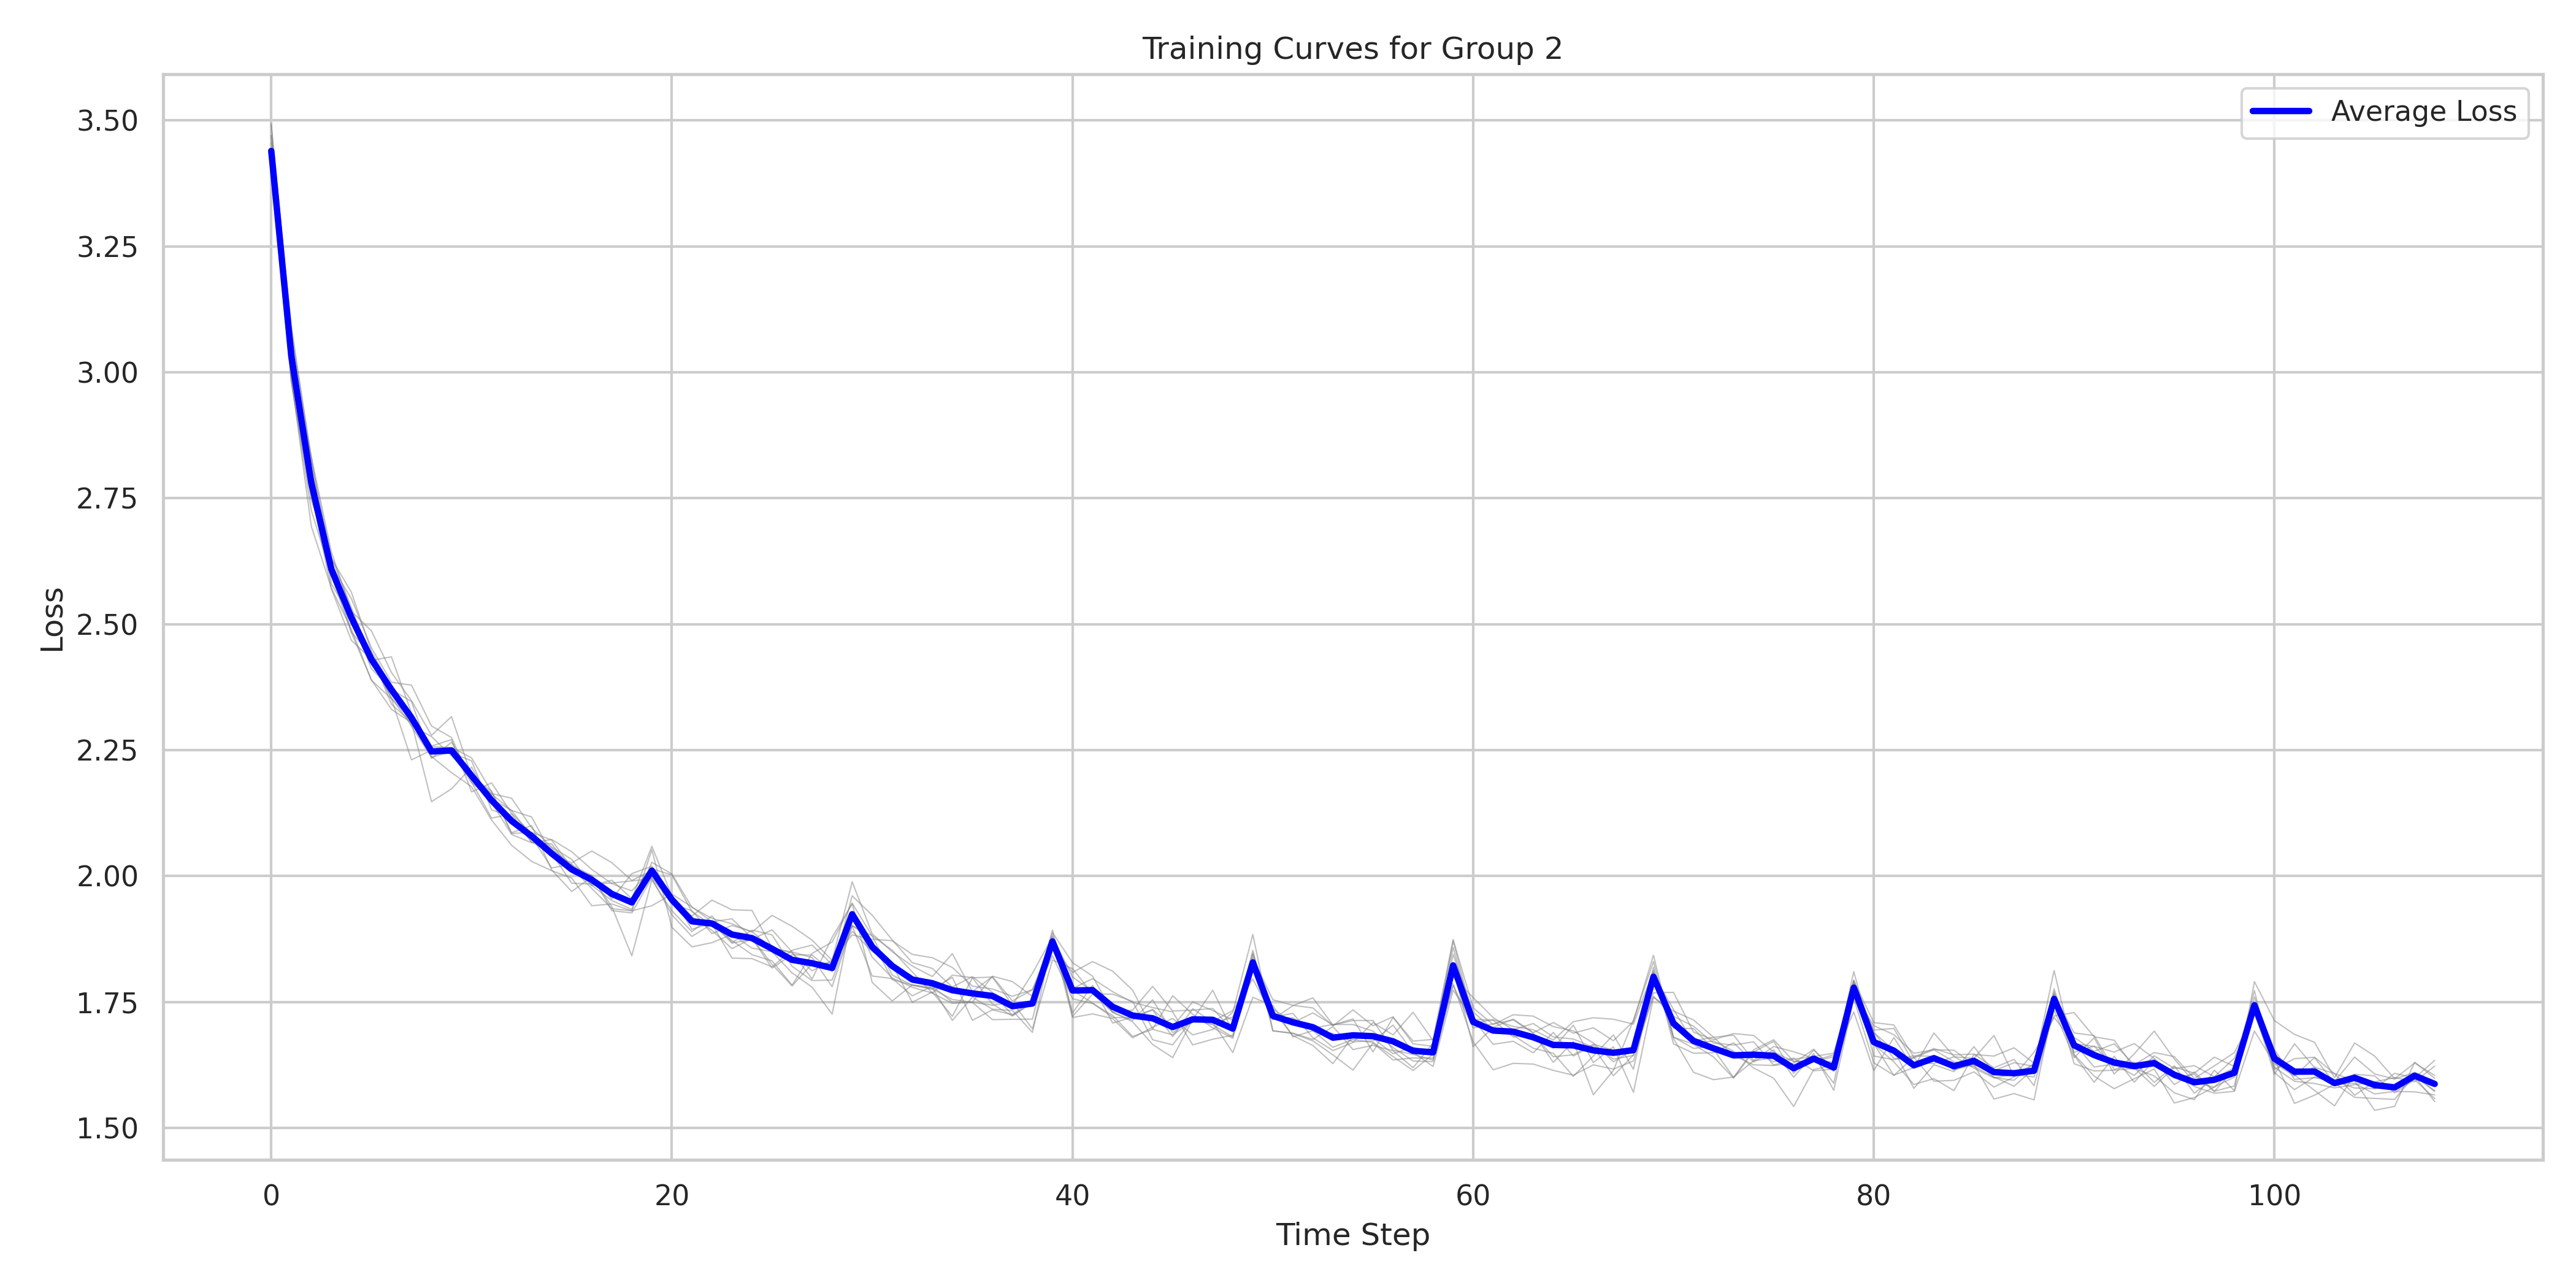 Training Curves for Group 2
Average Loss
3.50
3.25
3.00
2.75
2.50
2.25
2.00
1.75
1.50
Loss
0 20 40 60 80 100
Time Step